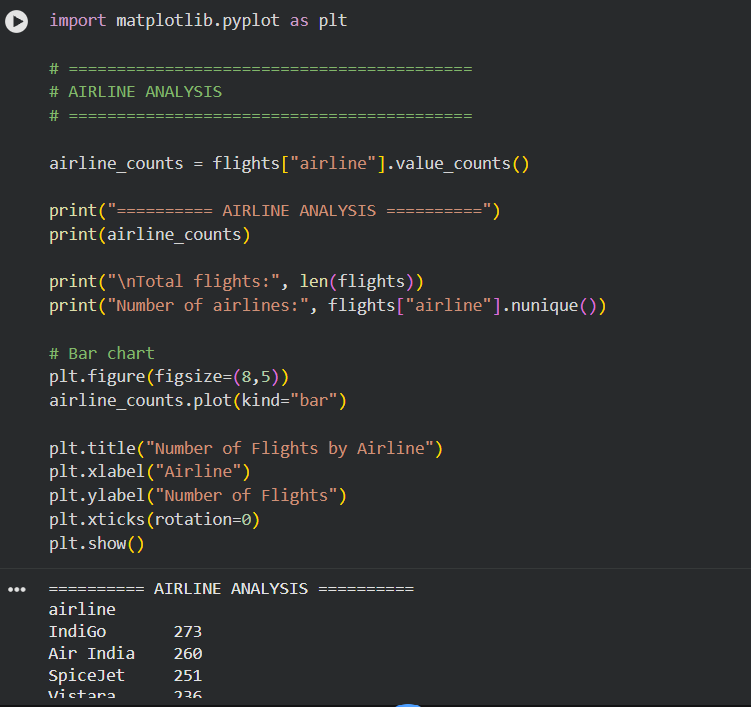 import matplotlib.pyplot as plt
# ==========================================
# AIRLINE ANALYSIS
# ==========================================
airline_counts = flights["airline"].value_counts()
print("========== AIRLINE ANALYSIS ==========")
print(airline_counts)
print("\nTotal flights:", len(flights))
print("Number of airlines:", flights["airline"].nunique())
# Bar chart
plt.figure(figsize=(8,5))
airline_counts.plot(kind="bar")
plt.title("Number of Flights by Airline")
plt.xlabel("Airline")
plt.ylabel("Number of Flights")
plt.xticks(rotation=0)
plt.show()
========== AIRLINE ANALYSIS ==========
airline
IndiGo 273
Air India 260
SpiceJet 251
Vistara 236